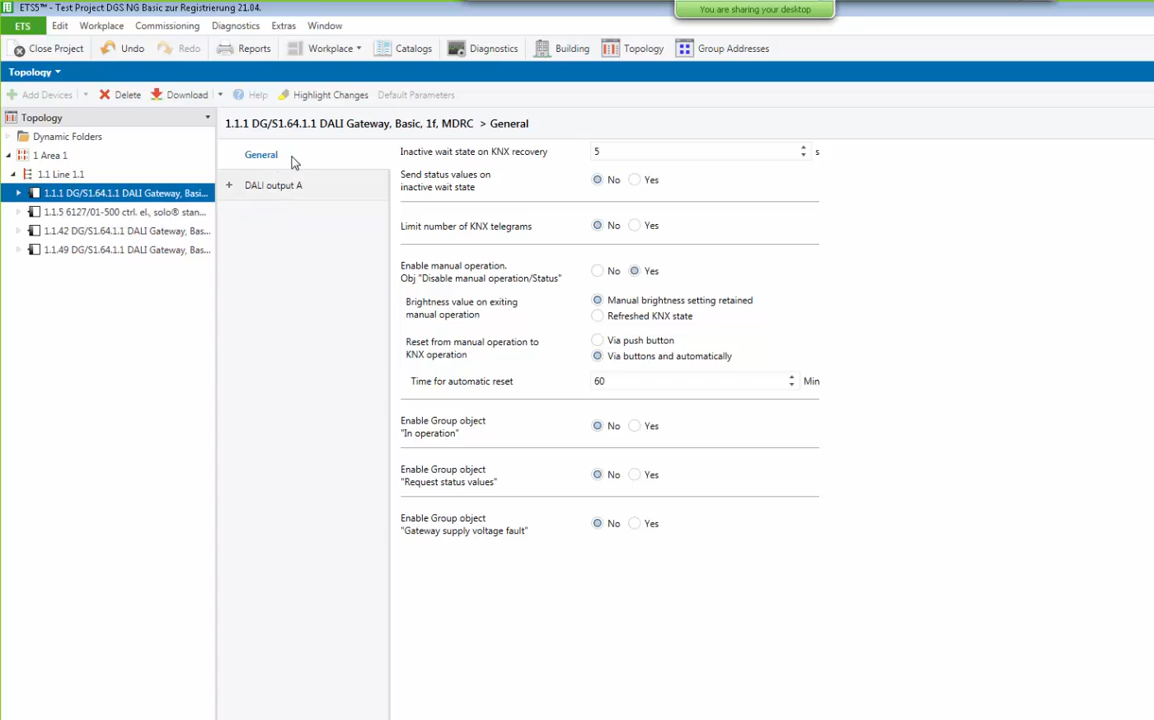 ETS5™ - Test Project DGS NG Basic zur Registrierung 21.04.
You are sharing your desktop
ETS Edit Workplace Commissioning Diagnostics Extras Window
Close Project Undo Redo Reports Workplace Catalogs Diagnostics Building Topology Group Addresses
Topology
Add Devices Delete Download Help Highlight Changes Default Parameters
Topology
Dynamic Folders
1 Area 1
1.1 Line 1.1
1.1.1 DG/S1.64.1.1 DALI Gateway, Basi...
1.1.5 6127/01-500 ctrl. el., solo® stan...
1.1.42 DG/S1.64.1.1 DALI Gateway, Bas...
1.1.49 DG/S1.64.1.1 DALI Gateway, Bas...
1.1.1 DG/S1.64.1.1 DALI Gateway, Basic, 1f, MDRC > General
General
+ DALI output A
Inactive wait state on KNX recovery 5 s
Send status values on
inactive wait state No Yes
Limit number of KNX telegrams No Yes
Enable manual operation.
Obj "Disable manual operation/Status" No Yes
Brightness value on exiting
manual operation
Manual brightness setting retained
Refreshed KNX state
Reset from manual operation to
KNX operation
Via push button
Via buttons and automatically
Time for automatic reset 60 Min
Enable Group object
"In operation" No Yes
Enable Group object
"Request status values" No Yes
Enable Group object
"Gateway supply voltage fault" No Yes